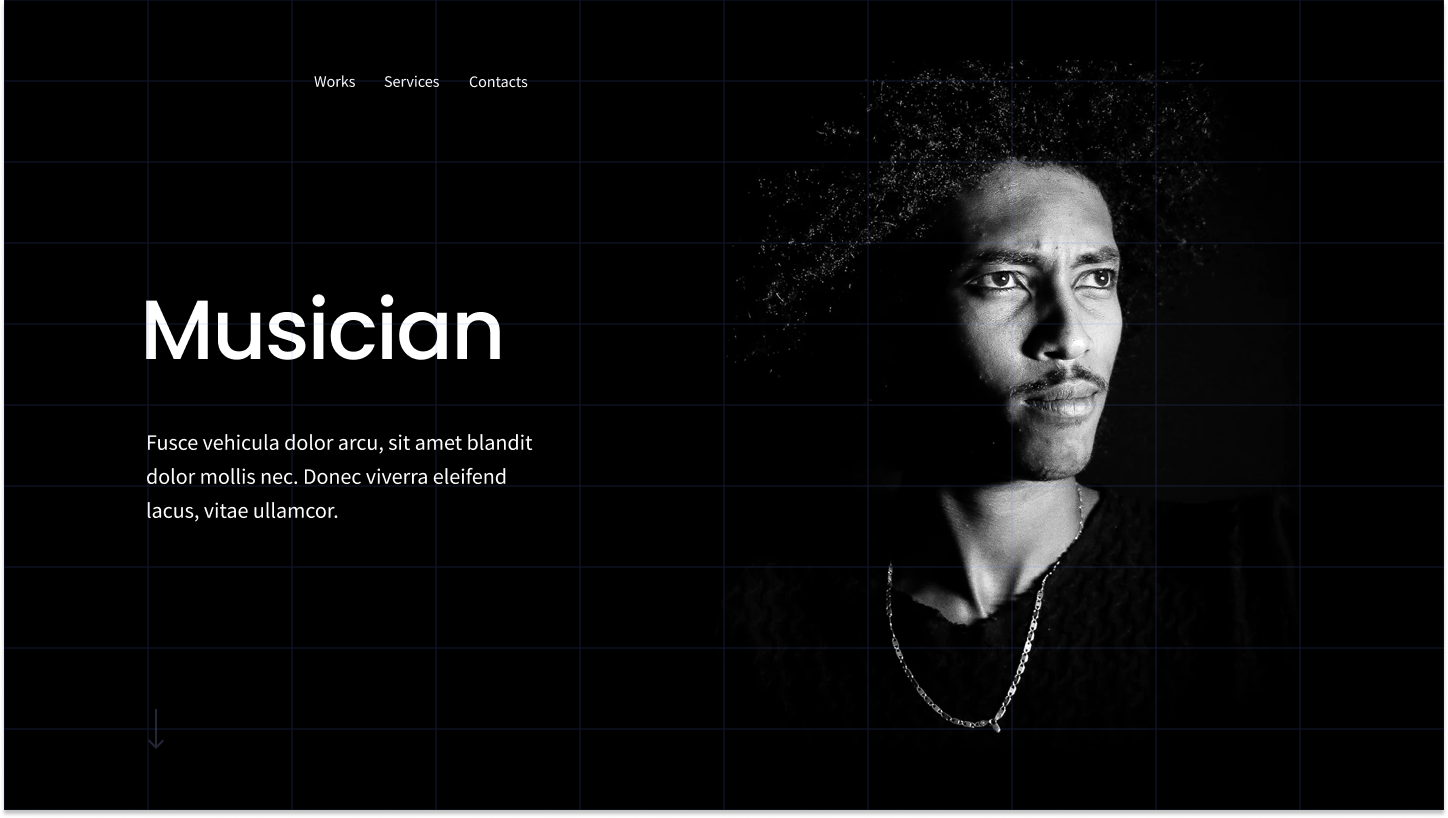 Works Services Contacts
Musician
Fusce vehicula dolor arcu, sit amet blandit
dolor mollis nec. Donec viverra eleifend
lacus, vitae ullamcor.